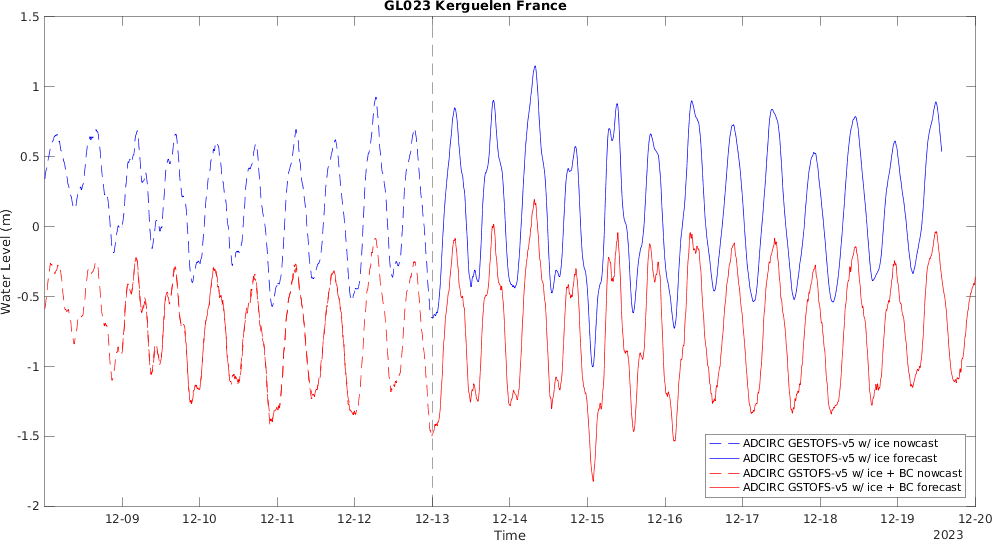 GL023 Kerguelen France
1.5
1
0.5
0
-0.5
-1
-1.5
-2
Water Level (m)
ADCIRC GESTOFS-v5 w/ ice nowcast
ADCIRC GESTOFS-v5 w/ ice forecast
ADCIRC GSTOFS-v5 w/ ice + BC nowcast
ADCIRC GSTOFS-v5 w/ ice + BC forecast
12-09 12-10 12-11 12-12 12-13 12-14 12-15 12-16 12-17 12-18 12-19 12-20
Time
2023